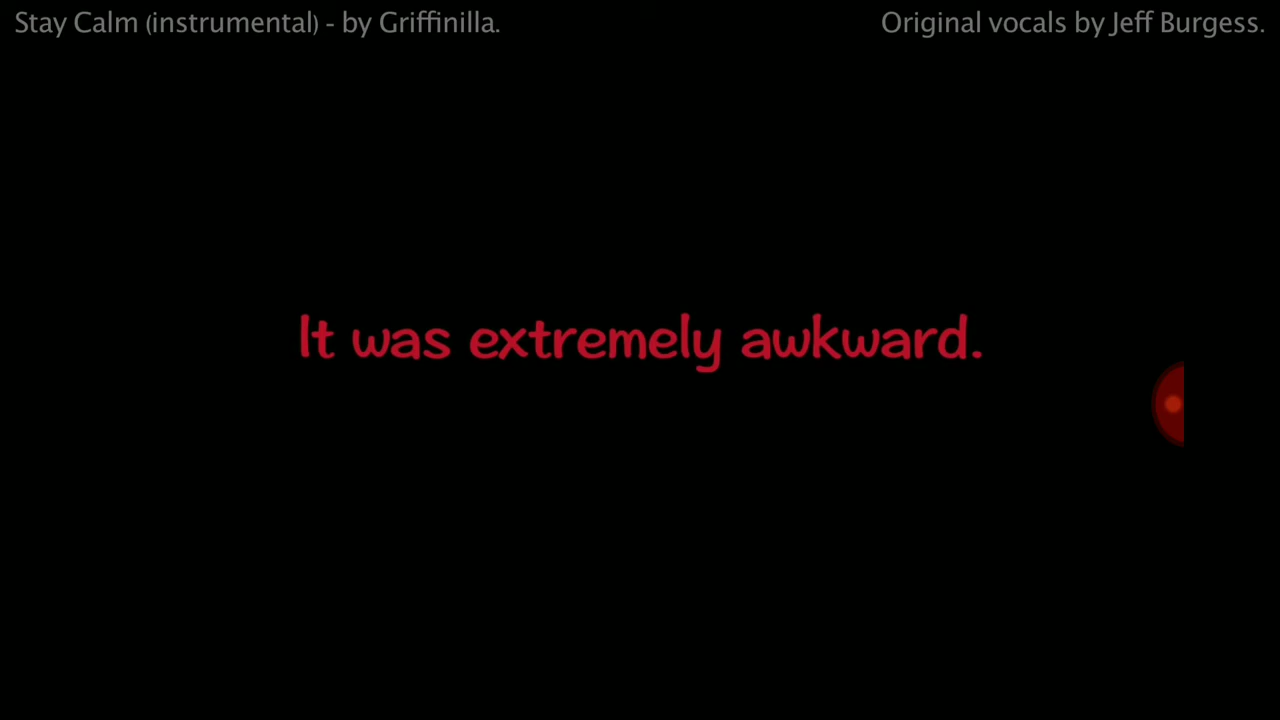 Stay Calm (instrumental) - by Griffinilla.
Original vocals by Jeff Burgess.
It was extremely awkward.